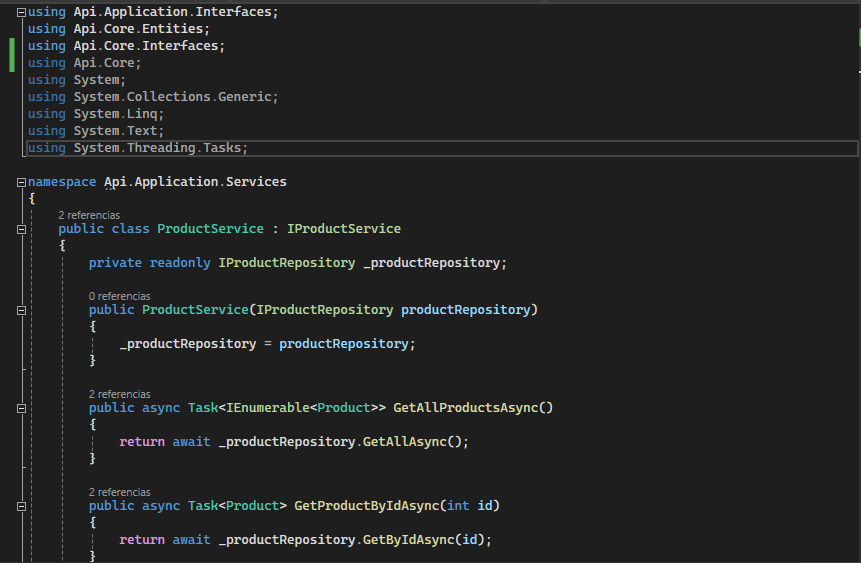 using Api.Application.Interfaces;
using Api.Core.Entities;
using Api.Core.Interfaces;
using Api.Core;
using System;
using System.Collections.Generic;
using System.Linq;
using System.Text;
using System.Threading.Tasks;
namespace Api.Application.Services
{
2 referencias
public class ProductService : IProductService
{
private readonly IProductRepository _productRepository;
0 referencias
public ProductService(IProductRepository productRepository)
{
_productRepository = productRepository;
}
2 referencias
public async Task<IEnumerable<Product>> GetAllProductsAsync()
{
return await _productRepository.GetAllAsync();
}
2 referencias
public async Task<Product> GetProductByIdAsync(int id)
{
return await _productRepository.GetByIdAsync(id);
}